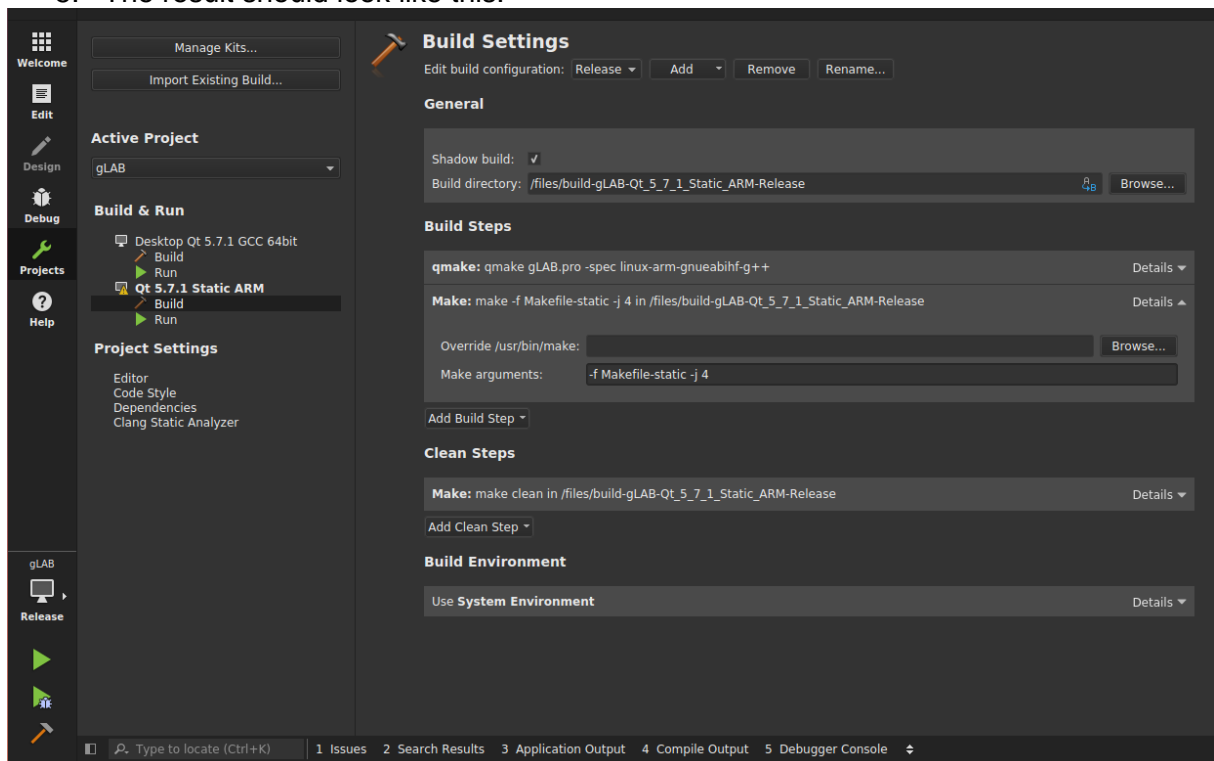 The result should look like this:
Welcome
Edit
Design
Debug
Projects
Help
gLAB
Release
Manage Kits...
Import Existing Build...
Active Project
gLAB
Build & Run
Desktop Qt 5.7.1 GCC 64bit
Build
Run
Qt 5.7.1 Static ARM
Build
Run
Project Settings
Editor
Code Style
Dependencies
Clang Static Analyzer
Build Settings
Edit build configuration: Release Add Remove Rename...
General
Shadow build:
Build directory: /files/build-gLAB-Qt_5_7_1_Static_ARM-Release Browse...
Build Steps
qmake: qmake gLAB.pro -spec linux-arm-gnueabihf-g++ Details
Make: make -f Makefile-static -j 4 in /files/build-gLAB-Qt_5_7_1_Static_ARM-Release Details
Override /usr/bin/make: Browse...
Make arguments: -f Makefile-static -j 4
Add Build Step
Clean Steps
Make: make clean in /files/build-gLAB-Qt_5_7_1_Static_ARM-Release Details
Add Clean Step
Build Environment
Use System Environment Details
Type to locate (Ctrl+K) 1 Issues 2 Search Results 3 Application Output 4 Compile Output 5 Debugger Console